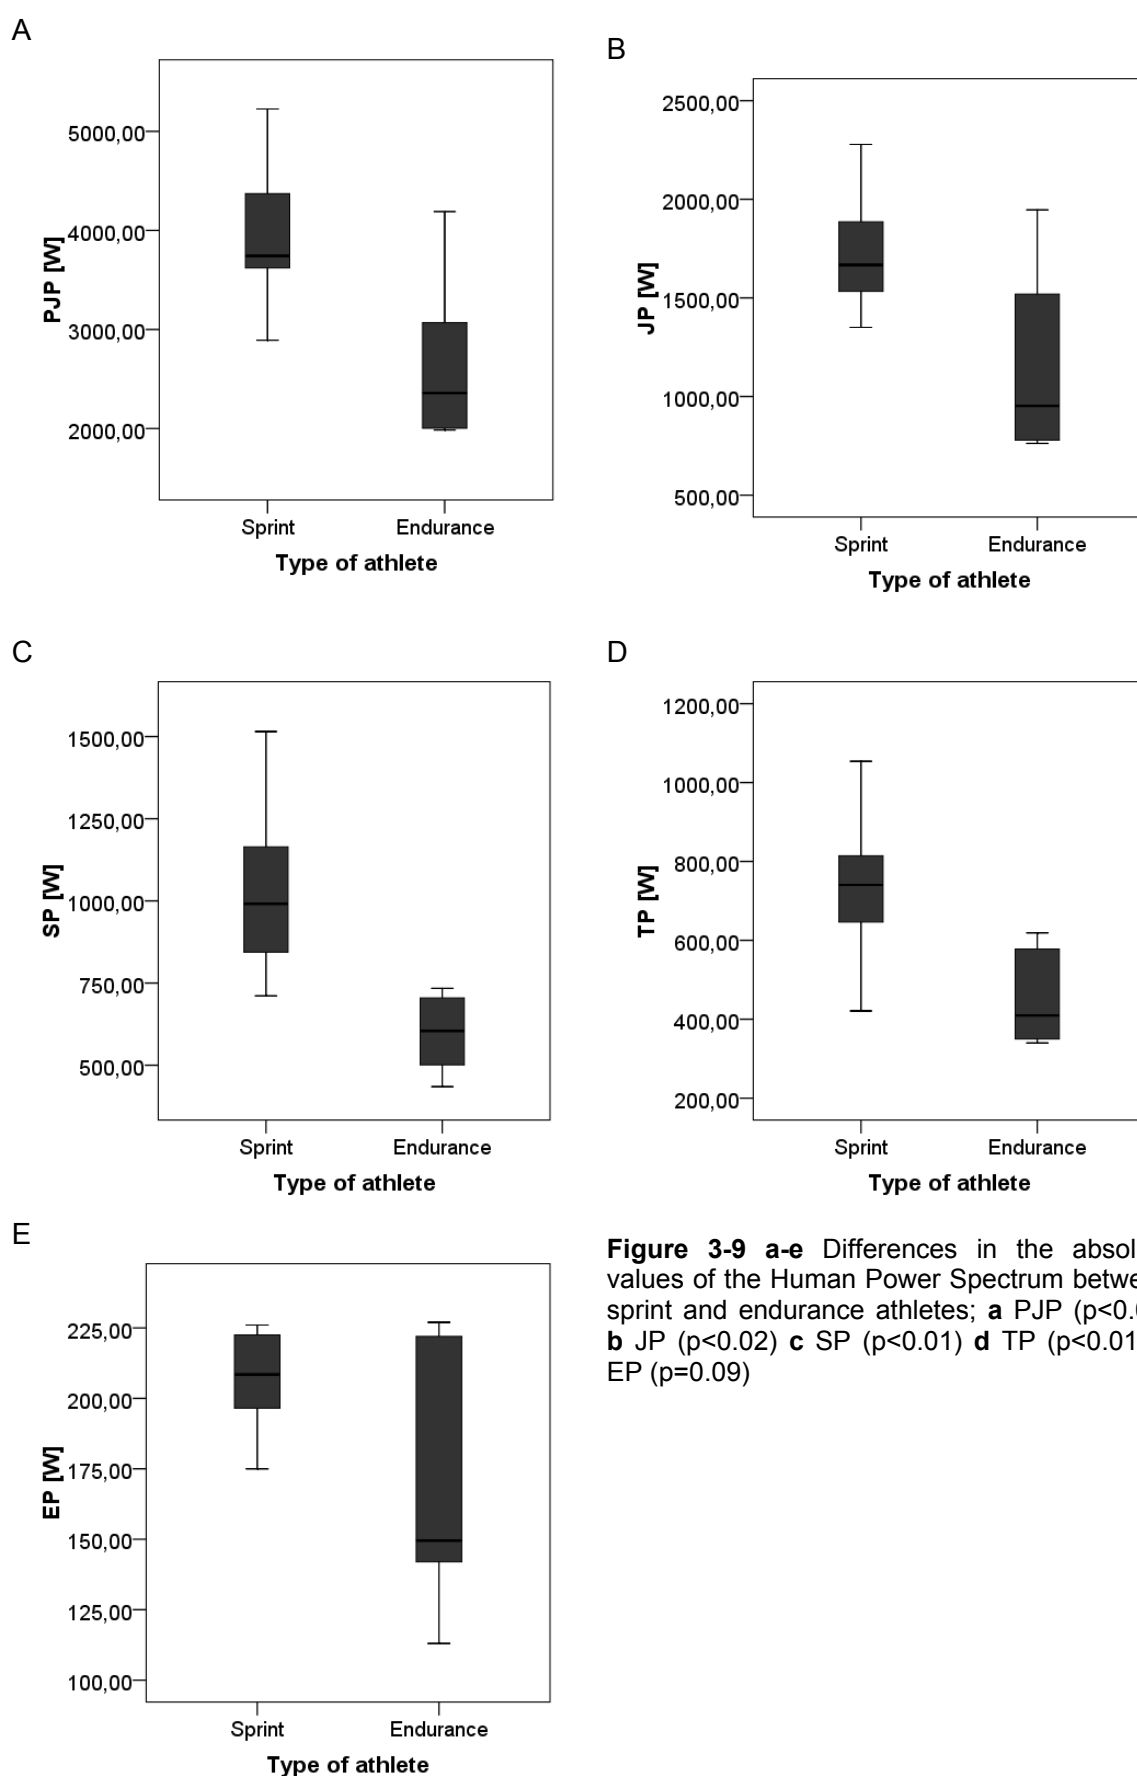 A
PJP [W]
5000,00
4000,00
3000,00
2000,00
Sprint Endurance
Type of athlete
B
JP [W]
2500,00
2000,00
1500,00
1000,00
500,00
Sprint Endurance
Type of athlete
C
SP [W]
1500,00
1250,00
1000,00
750,00
500,00
Sprint Endurance
Type of athlete
D
TP [W]
1200,00
1000,00
800,00
600,00
400,00
200,00
Sprint Endurance
Type of athlete
E
EP [W]
225,00
200,00
175,00
150,00
125,00
100,00
Sprint Endurance
Type of athlete
Figure 3-9 a-e Differences in the
values of the Human Power Spectrum
sprint and endurance athletes; a PJP
b JP (p<0.02) c SP (p<0.01) d TP (p<0.01
EP (p=0.09)